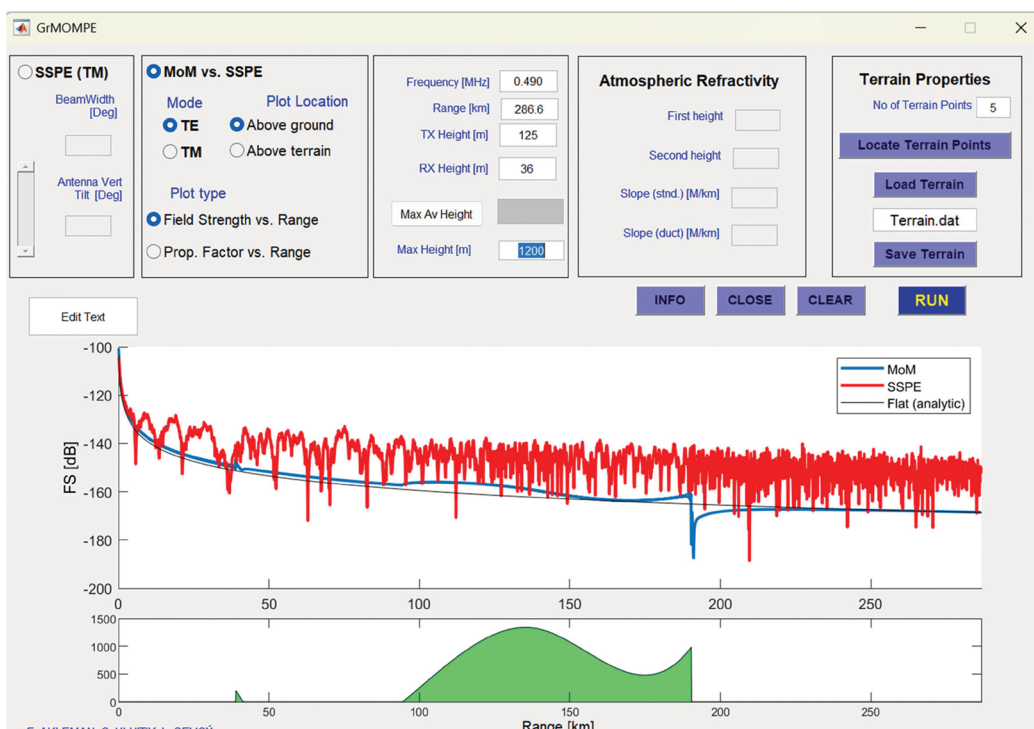 GrMOMPE
SSPE (TM)
BeamWidth
[Deg]
Antenna Vert
Tilt [Deg]
MoM vs. SSPE
Mode
Plot Location
TE
Above ground
TM
Above terrain
Plot type
Field Strength vs. Range
Prop. Factor vs. Range
Frequency [MHz]
0.490
Range [km]
286.6
TX Height [m]
125
RX Height [m]
36
Max Av Height
Max Height [m]
1200
Atmospheric Refractivity
First height
Second height
Slope (stnd.) [M/km]
Slope (duct) [M/km]
Terrain Properties
No of Terrain Points
5
Locate Terrain Points
Load Terrain
Terrain.dat
Save Terrain
INFO
CLOSE
CLEAR
RUN
Edit Text
FS [dB]
-100
-120
-140
-160
-180
-200
MoM
SSPE
Flat (analytic)
0 50 100 150 200 250
1500
1000
500
0
0 50 100 150 200 250
Range [km]